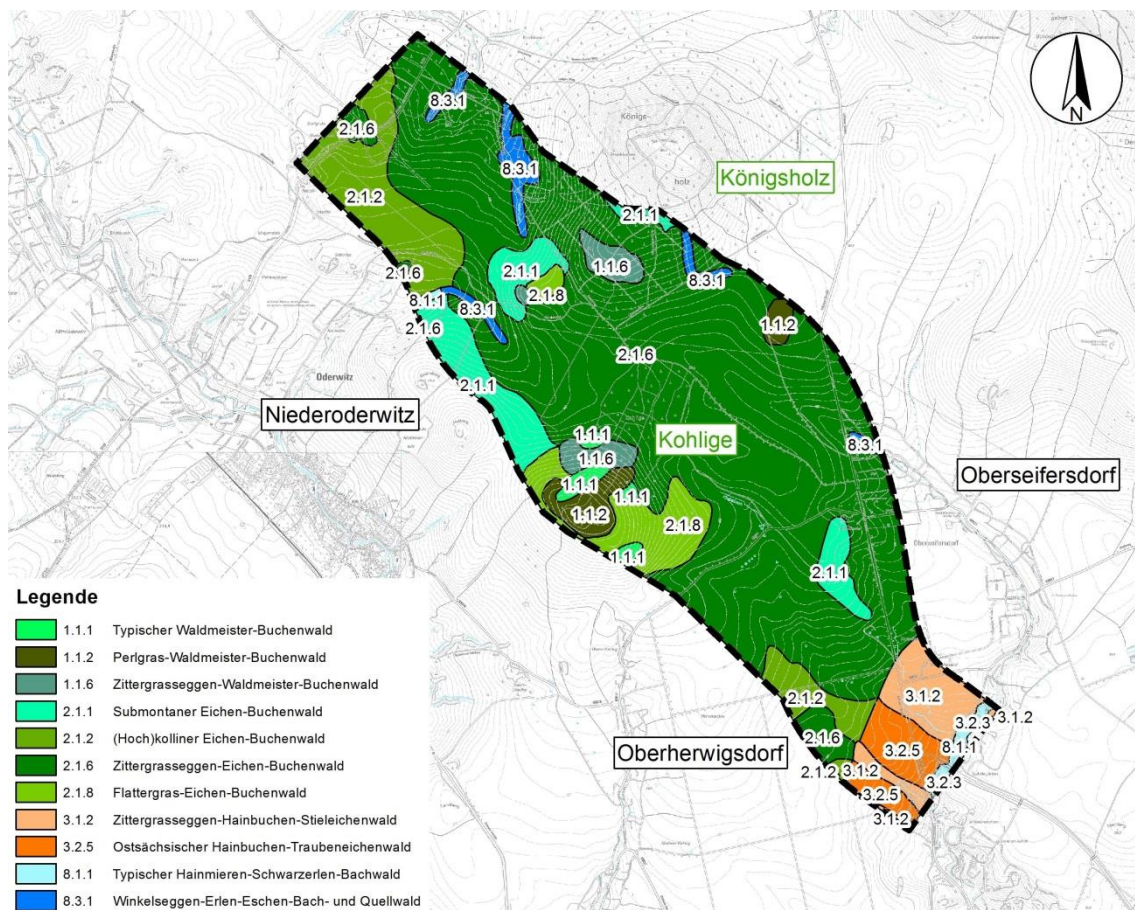 Königs
holz
Königsholz
N
8.3.1
2.1.6
8.3.1
2.1.2
2.1.1
2.1.1
1.1.6
2.1.6
8.1.1
8.3.1
2.1.8
8.3.1
2.1.6
1.1.2
2.1.6
Oderwitz
2.1.1
Niederoderwitz
1.1.1
Kohlige
1.1.6
8.3.1
1.1.1
1.1.1
Oberseifersdorf
1.1.2
2.1.8
1.1.1
Oberseifersdorf
2.1.1
3.1.2
2.1.2
3.1.2
3.2.3
2.1.6
3.2.5
8.1.1
Oberherwigsdorf
2.1.2
3.1.2
3.2.3
3.2.5
3.1.2
Legende
1.1.1 Typischer Waldmeister-Buchenwald
1.1.2 Perlgras-Waldmeister-Buchenwald
1.1.6 Zittergrasseggen-Waldmeister-Buchenwald
2.1.1 Submontaner Eichen-Buchenwald
2.1.2 (Hoch)kolliner Eichen-Buchenwald
2.1.6 Zittergrasseggen-Eichen-Buchenwald
2.1.8 Flattergras-Eichen-Buchenwald
3.1.2 Zittergrasseggen-Hainbuchen-Stieleichenwald
3.2.5 Ostsächsischer Hainbuchen-Traubeneichenwald
8.1.1 Typischer Hainmieren-Schwarzerlen-Bachwald
8.3.1 Winkelseggen-Erlen-Eschen-Bach- und Quellwald